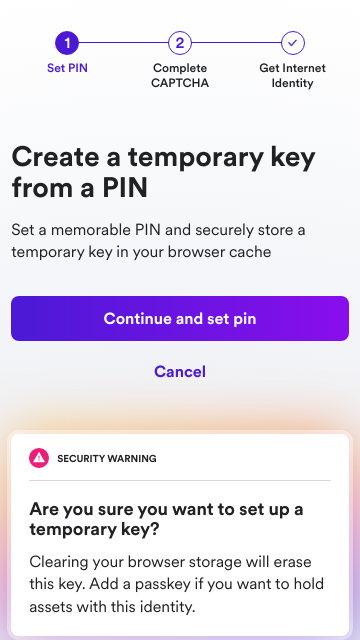 1
2
Set PIN
Complete
CAPTCHA
Get Internet
Identity
Create a temporary key
from a PIN
Set a memorable PIN and securely store a
temporary key in your browser cache
Continue and set pin
Cancel
SECURITY WARNING
Are you sure you want to set up a
temporary key?
Clearing your browser storage will erase
this key. Add a passkey if you want to hold
assets with this identity.